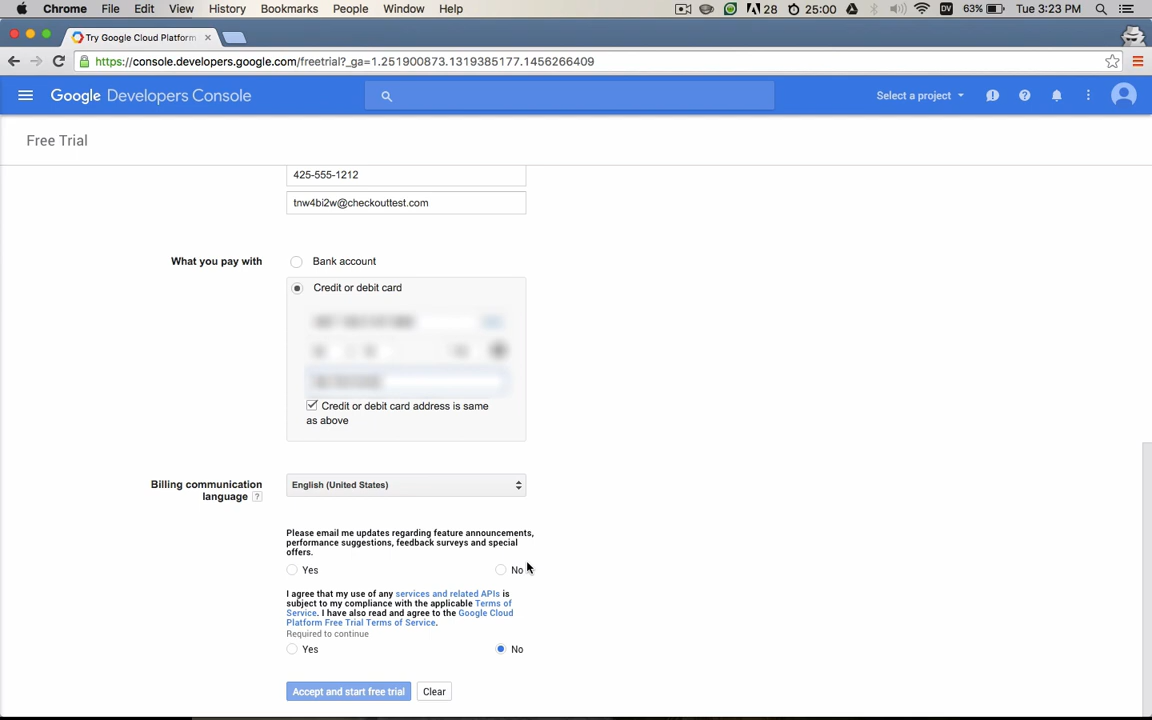 Chrome File Edit View History Bookmarks People Window Help 28 25:00 DV 63% Tue 3:23 PM
Try Google Cloud Platform
https://console.developers.google.com/freetrial?_ga=1.251900873.1319385177.1456266409
Google Developers Console Select a project
Free Trial
425-555-1212
tnw4bi2w@checkouttest.com
What you pay with Bank account
Credit or debit card
Credit or debit card address is same
as above
Billing communication English (United States)
language ?
Please email me updates regarding feature announcements,
performance suggestions, feedback surveys and special
offers.
Yes No
I agree that my use of any services and related APIs is
subject to my compliance with the applicable Terms of
Service. I have also read and agree to the Google Cloud
Platform Free Trial Terms of Service.
Required to continue
Yes No
Accept and start free trial Clear